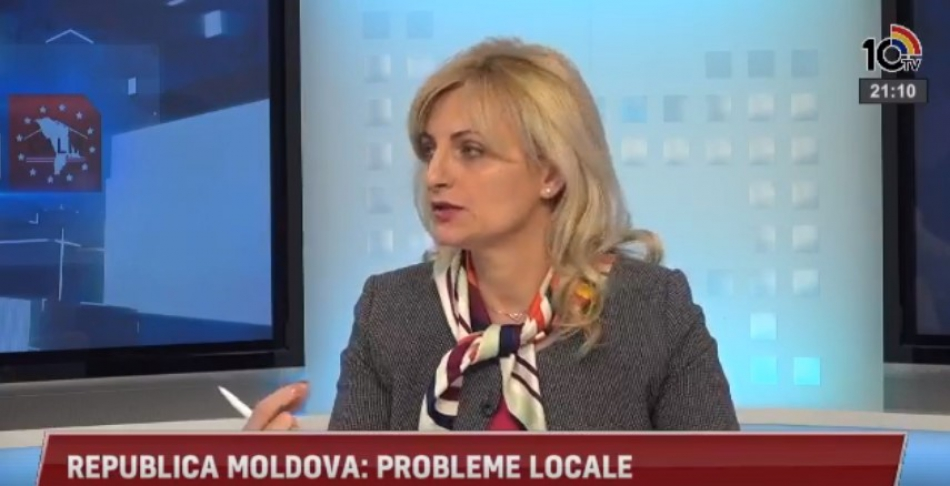 10
TV
21:10
REPUBLICA MOLDOVA: PROBLEME LOCALE